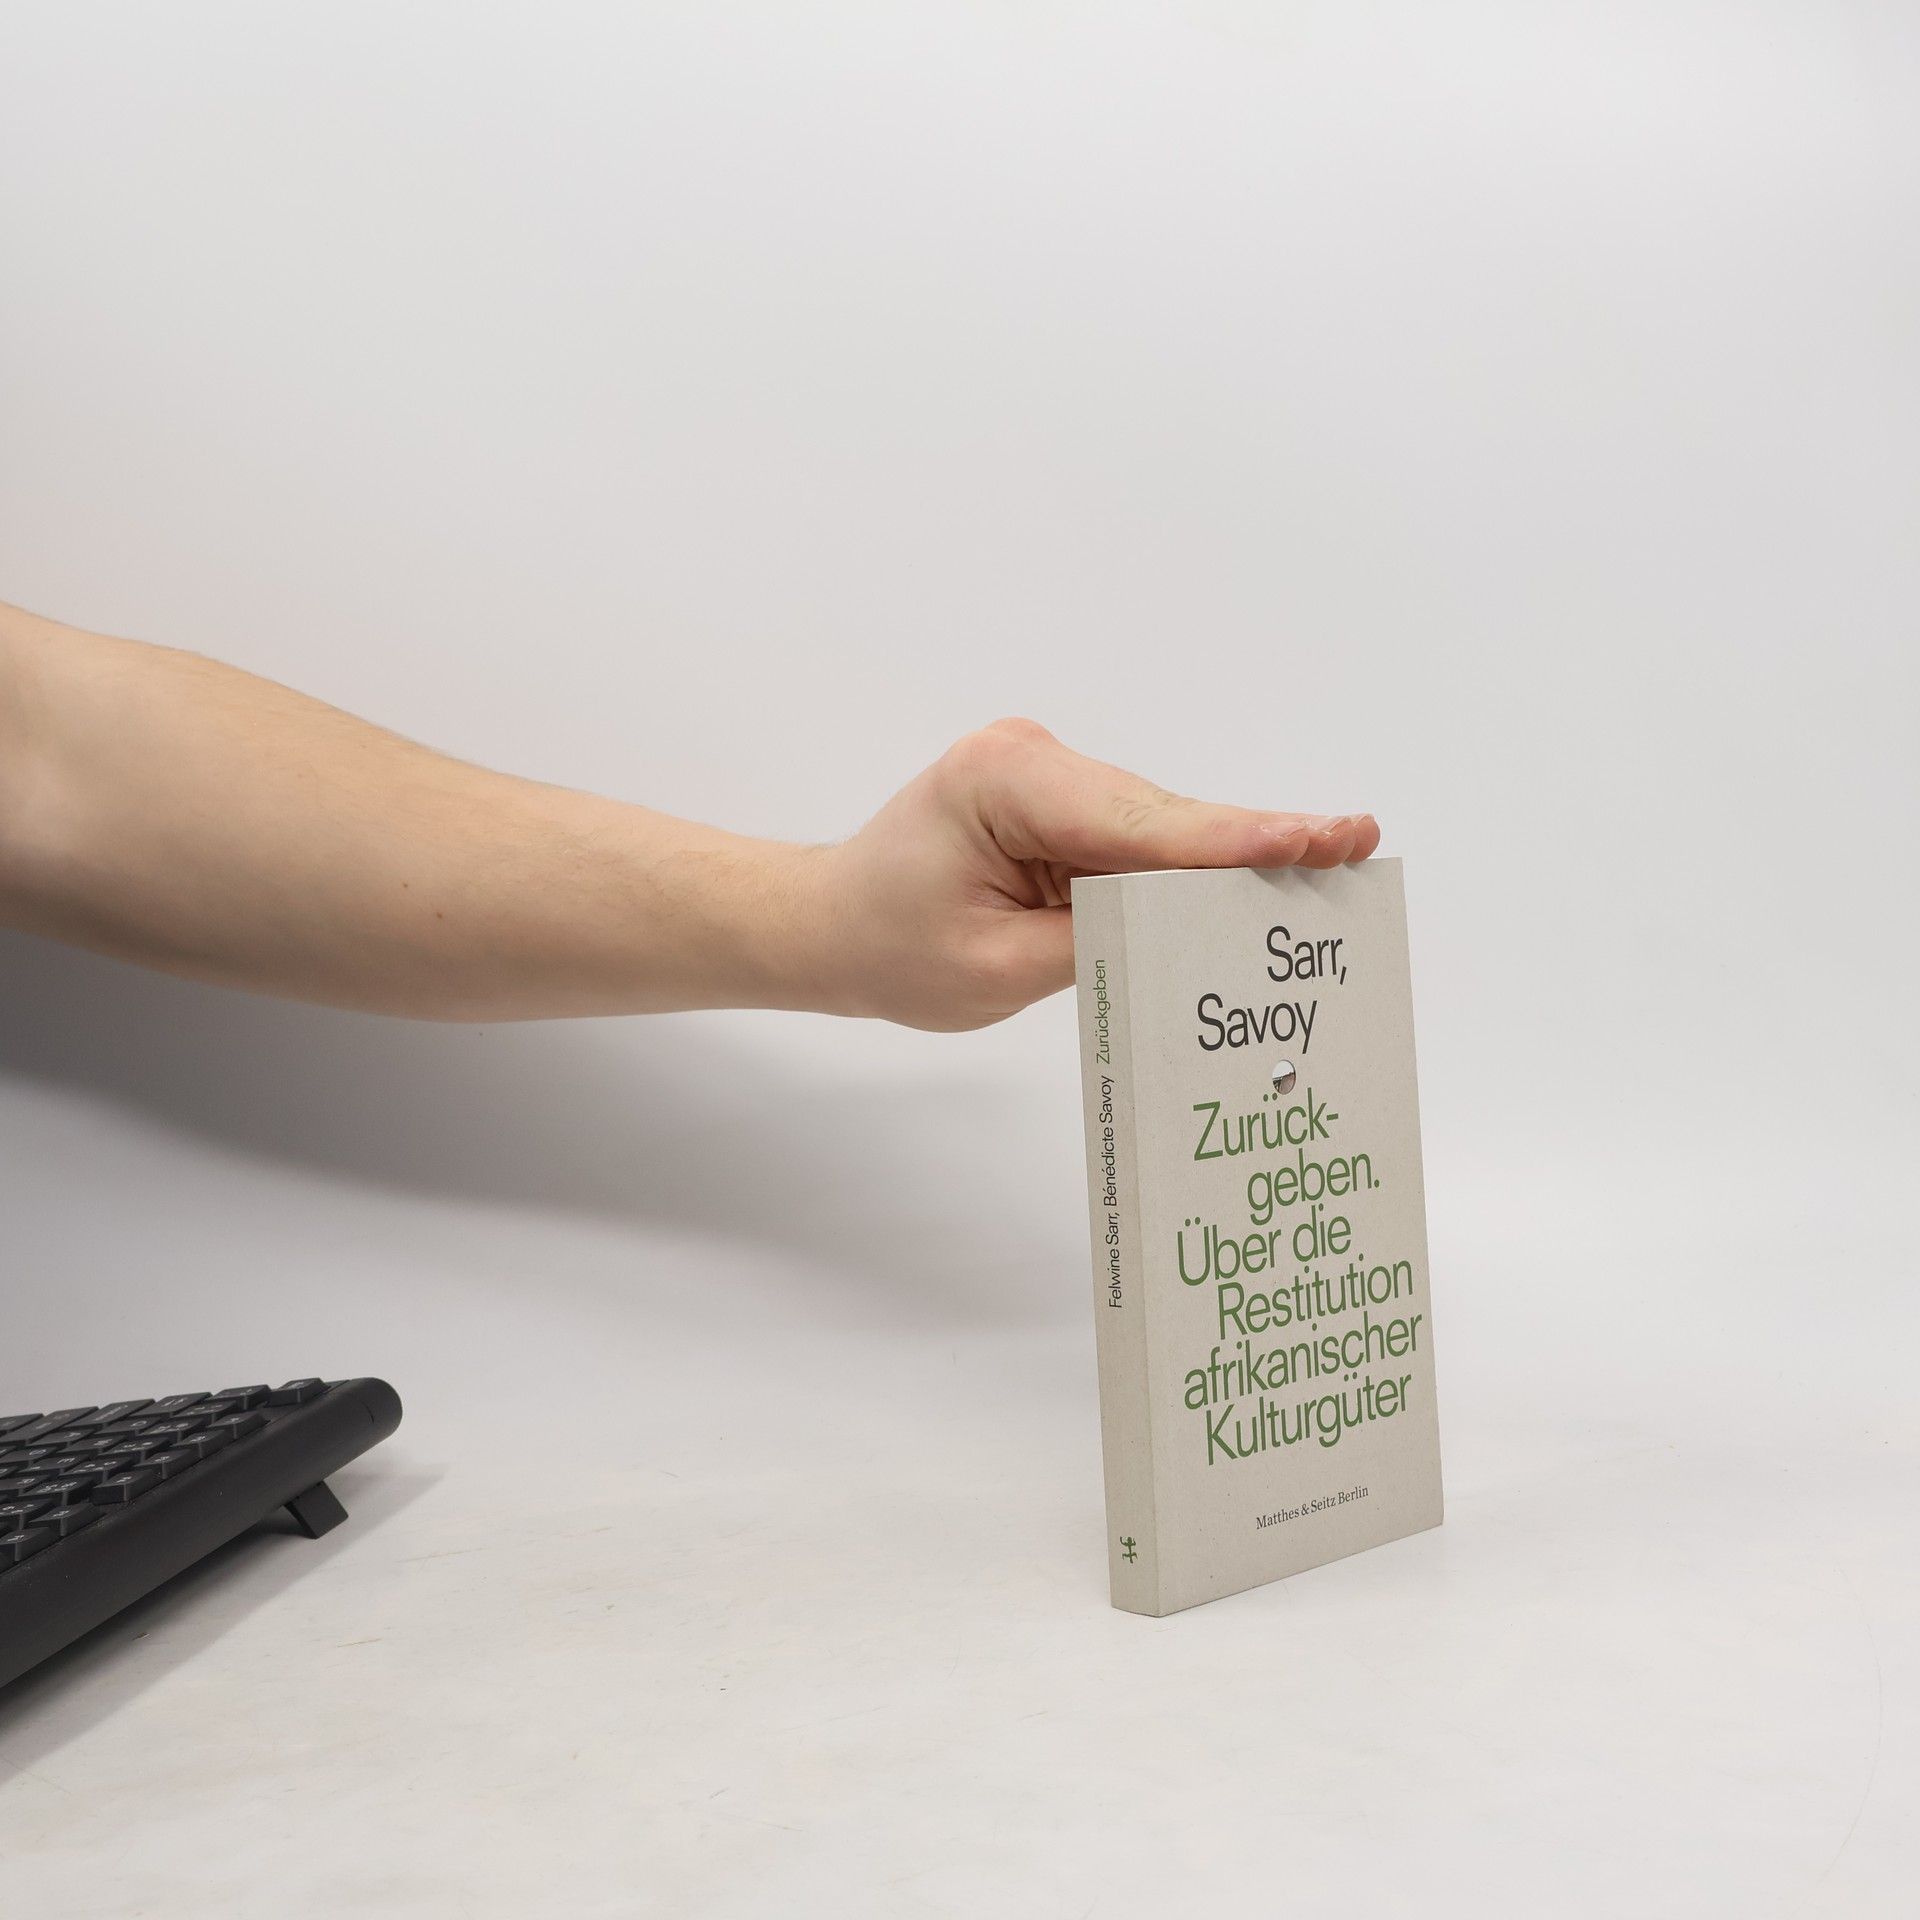 Sarr,
Savoy
Zurück-
geben.
Über die
Restitution
afrikanischer
Kulturgüter
Matthes & Seitz Berlin
Felwine Sarr, Bénédicte Savoy Zurückgeben